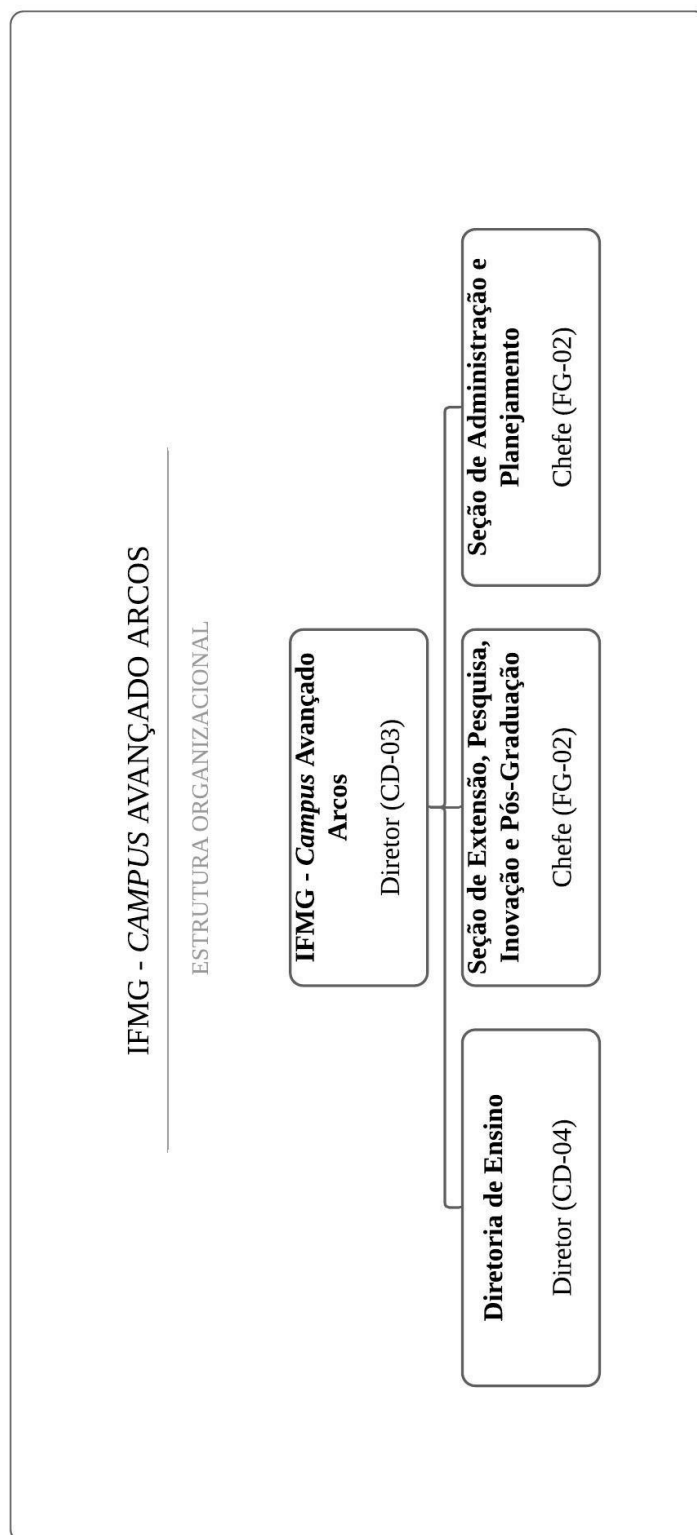 IFMG - CAMPUS AVANÇADO ARCOS
ESTRUTURA ORGANIZACIONAL
IFMG - Campus Avançado
Arcos
Diretor (CD-03)
Diretoria de Ensino
Diretor (CD-04)
Seção de Extensão, Pesquisa,
Inovação e Pós-Graduação
Chefe (FG-02)
Seção de Administração e
Planejamento
Chefe (FG-02)